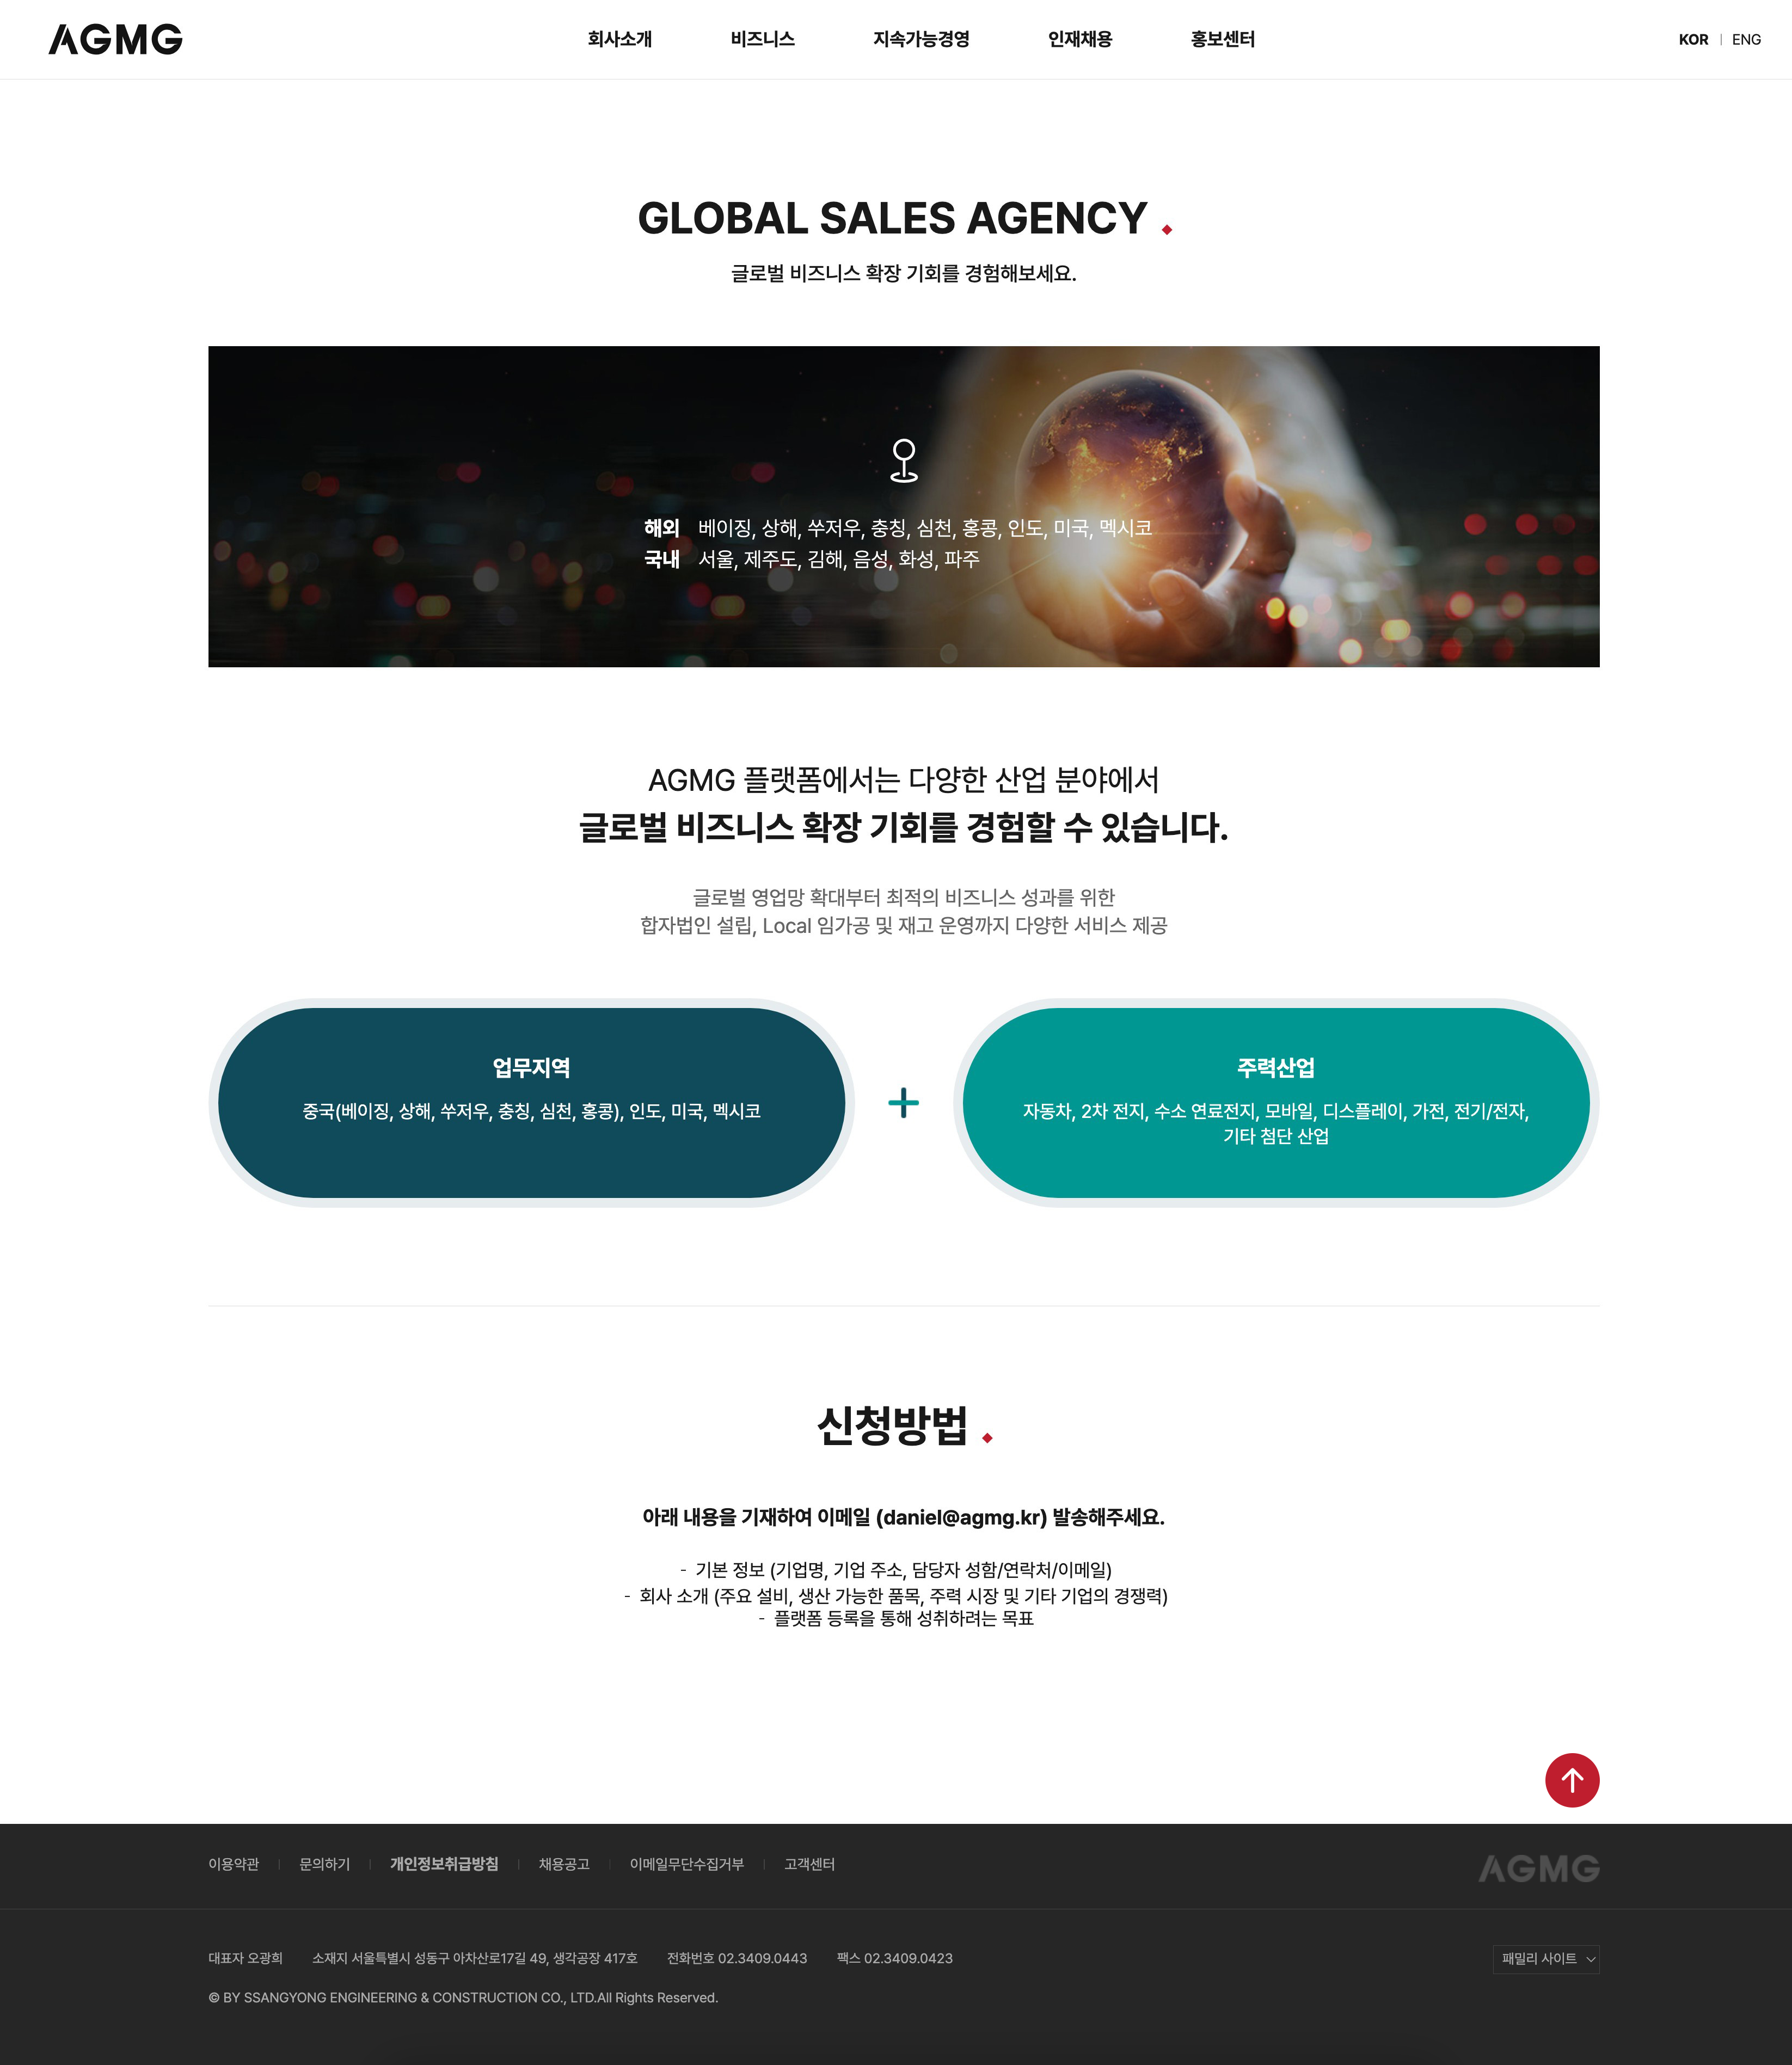 AGMG
회사소개
비즈니스
지속가능경영
인재채용
홍보센터
KOR | ENG
GLOBAL SALES AGENCY
글로벌 비즈니스 확장 기회를 경험해보세요.
해외 베이징, 상해, 쑤저우, 충칭, 심천, 홍콩, 인도, 미국, 멕시코
국내 서울, 제주도, 김해, 음성, 화성, 파주
AGMG 플랫폼에서는 다양한 산업 분야에서
글로벌 비즈니스 확장 기회를 경험할 수 있습니다.
글로벌 영업망 확대부터 최적의 비즈니스 성과를 위한
합자법인 설립, Local 임가공 및 재고 운영까지 다양한 서비스 제공
업무지역
중국(베이징, 상해, 쑤저우, 충칭, 심천, 홍콩), 인도, 미국, 멕시코
주력산업
자동차, 2차 전지, 수소 연료전지, 모바일, 디스플레이, 가전, 전기/전자,
기타 첨단 산업
신청방법
아래 내용을 기재하여 이메일 (daniel@agmg.kr) 발송해주세요.
- 기본 정보 (기업명, 기업 주소, 담당자 성함/연락처/이메일)
- 회사 소개 (주요 설비, 생산 가능한 품목, 주력 시장 및 기타 기업의 경쟁력)
- 플랫폼 등록을 통해 성취하려는 목표
이용약관 | 문의하기 | 개인정보취급방침 | 채용공고 | 이메일무단수집거부 | 고객센터
AGMG
대표자 오광희 소재지 서울특별시 성동구 아차산로17길 49, 생각공장 417호 전화번호 02.3409.0443 팩스 02.3409.0423
패밀리 사이트
© BY SSANGYONG ENGINEERING & CONSTRUCTION CO., LTD.All Rights Reserved.